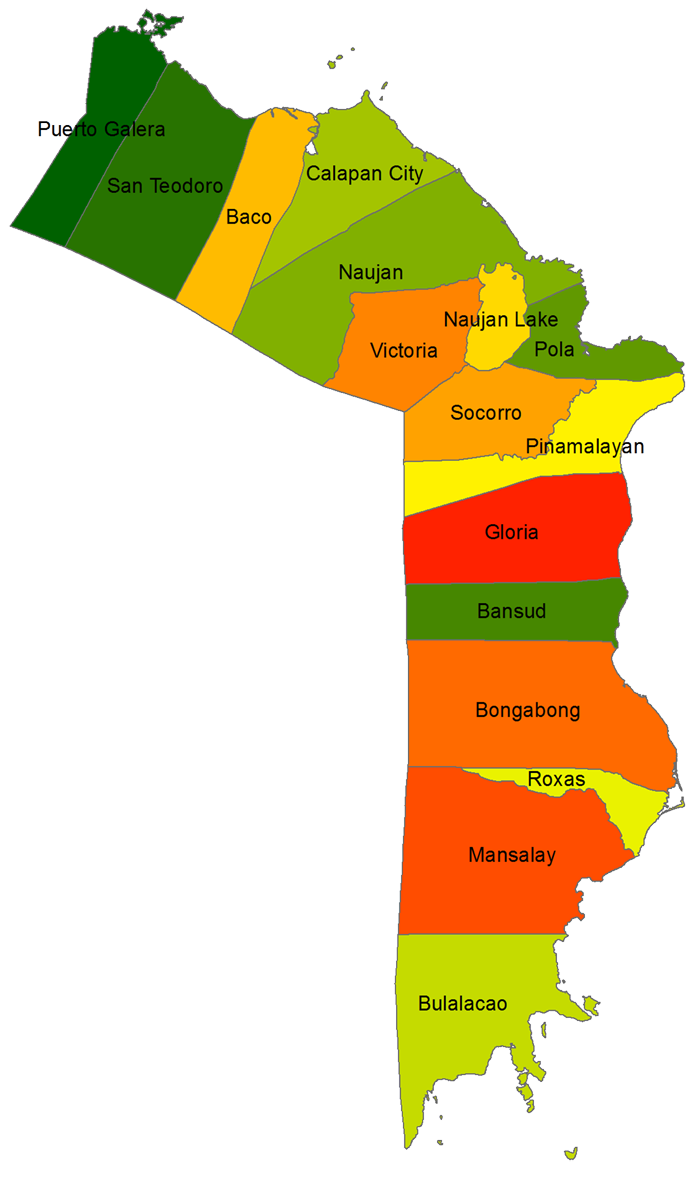 Puerto Galera
San Teodoro
Baco
Calapan City
Naujan
Naujan Lake
Victoria
Pola
Socorro
Pinamalayan
Gloria
Bansud
Bongabong
Roxas
Mansalay
Bulalacao